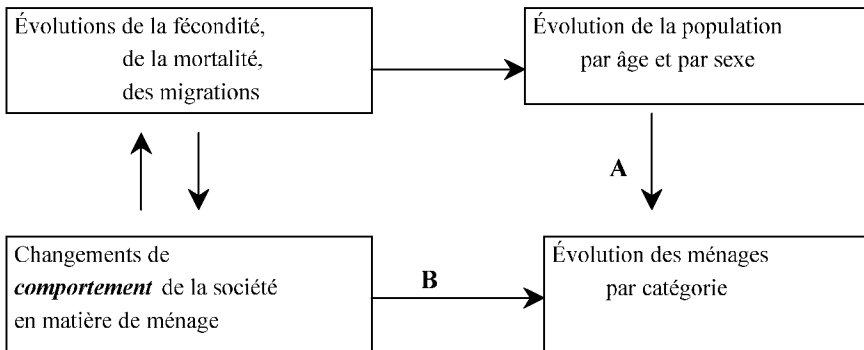 Évolutions de la fécondité,
de la mortalité,
des migrations
Évolution de la population
par âge et par sexe
A
Changements de
comportement de la société
en matière de ménage
B
Évolution des ménages
par catégorie